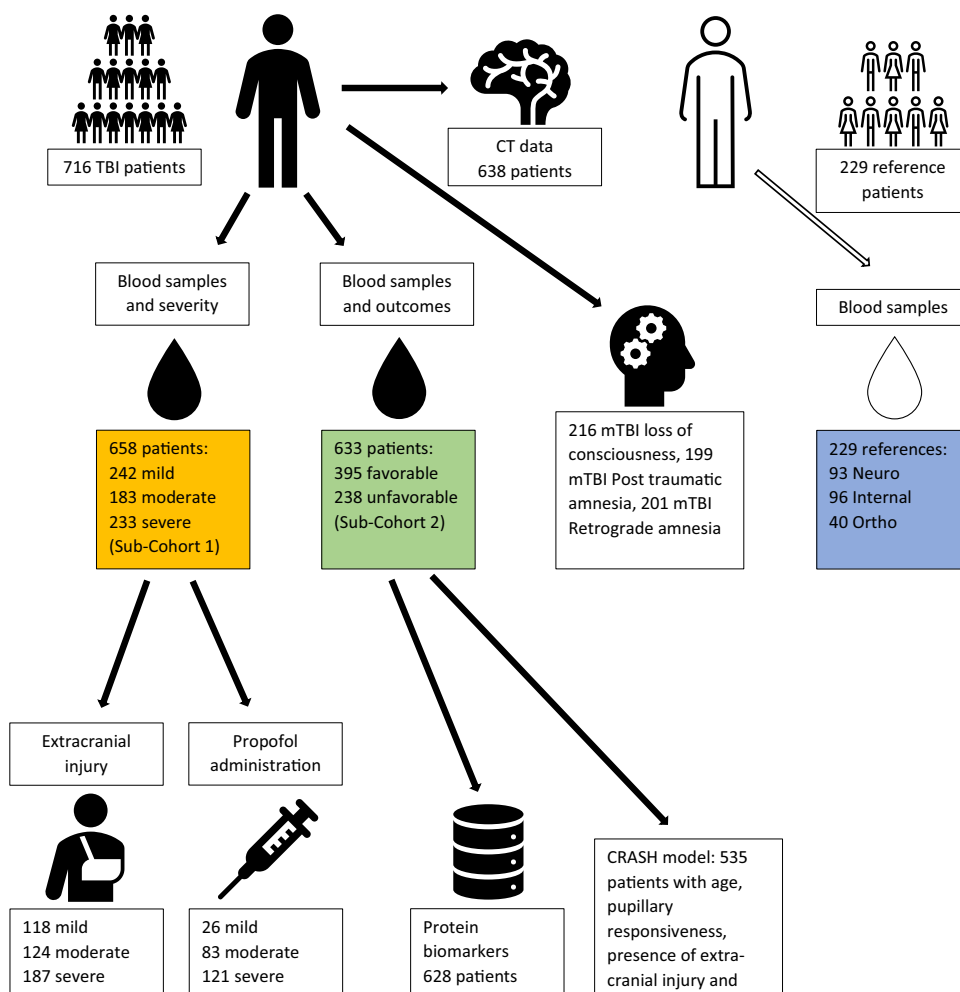 716 TBI patients
CT data
638 patients
229 reference
patients
Blood samples
and severity
Blood samples
and outcomes
Blood samples
658 patients:
242 mild
183 moderate
233 severe
(Sub-Cohort 1)
633 patients:
395 favorable
238 unfavorable
(Sub-Cohort 2)
216 mTBI loss of
consciousness, 199
mTBI Post traumatic
amnesia, 201 mTBI
Retrograde amnesia
229 references:
93 Neuro
96 Internal
40 Ortho
Extracranial
injury
Propofol
administration
118 mild
124 moderate
187 severe
26 mild
83 moderate
121 severe
Protein
biomarkers
628 patients
CRASH model: 535
patients with age,
pupillary
responsiveness,
presence of extra-
cranial injury and